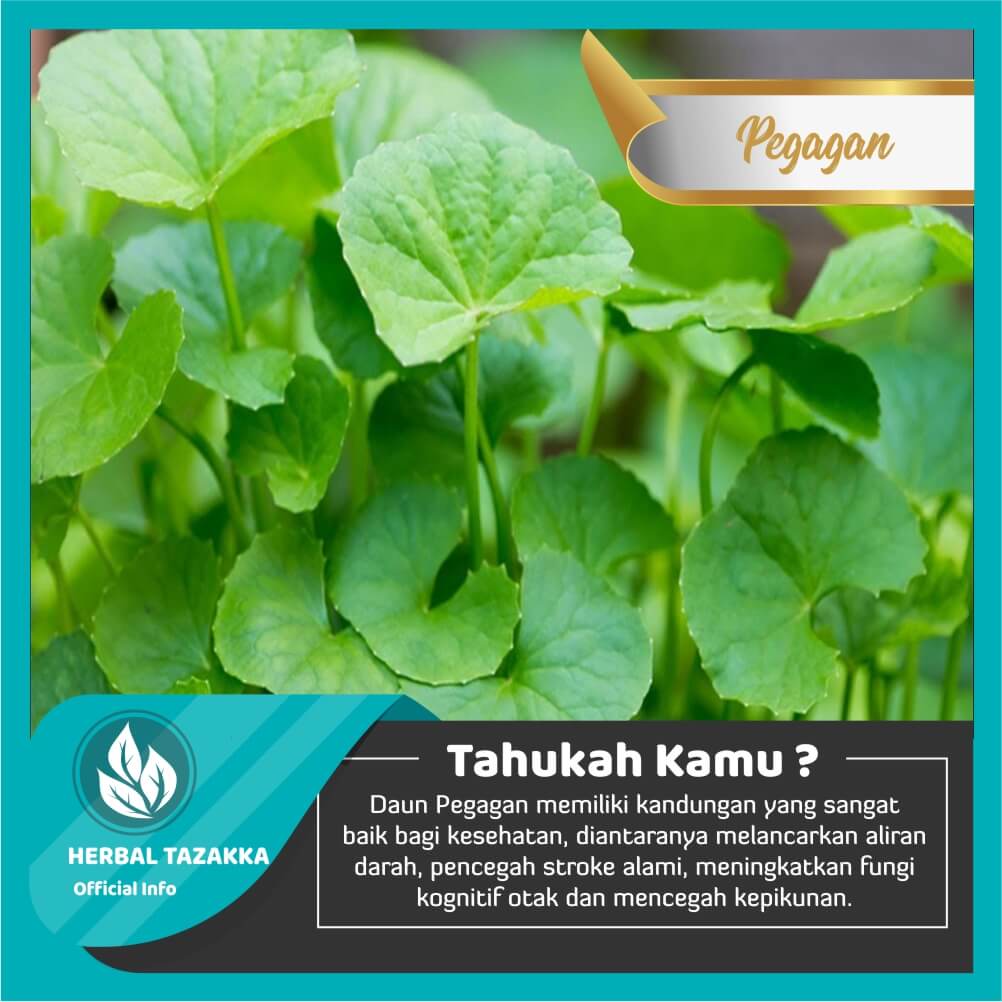 Pegagan
Tahukah Kamu ?
Daun Pegagan memiliki kandungan yang sangat
baik bagi kesehatan, diantaranya melancarkan aliran
darah, pencegah stroke alami, meningkatkan fungi
kognitif otak dan mencegah kepikunan.
HERBAL TAZAKKA
Official Info